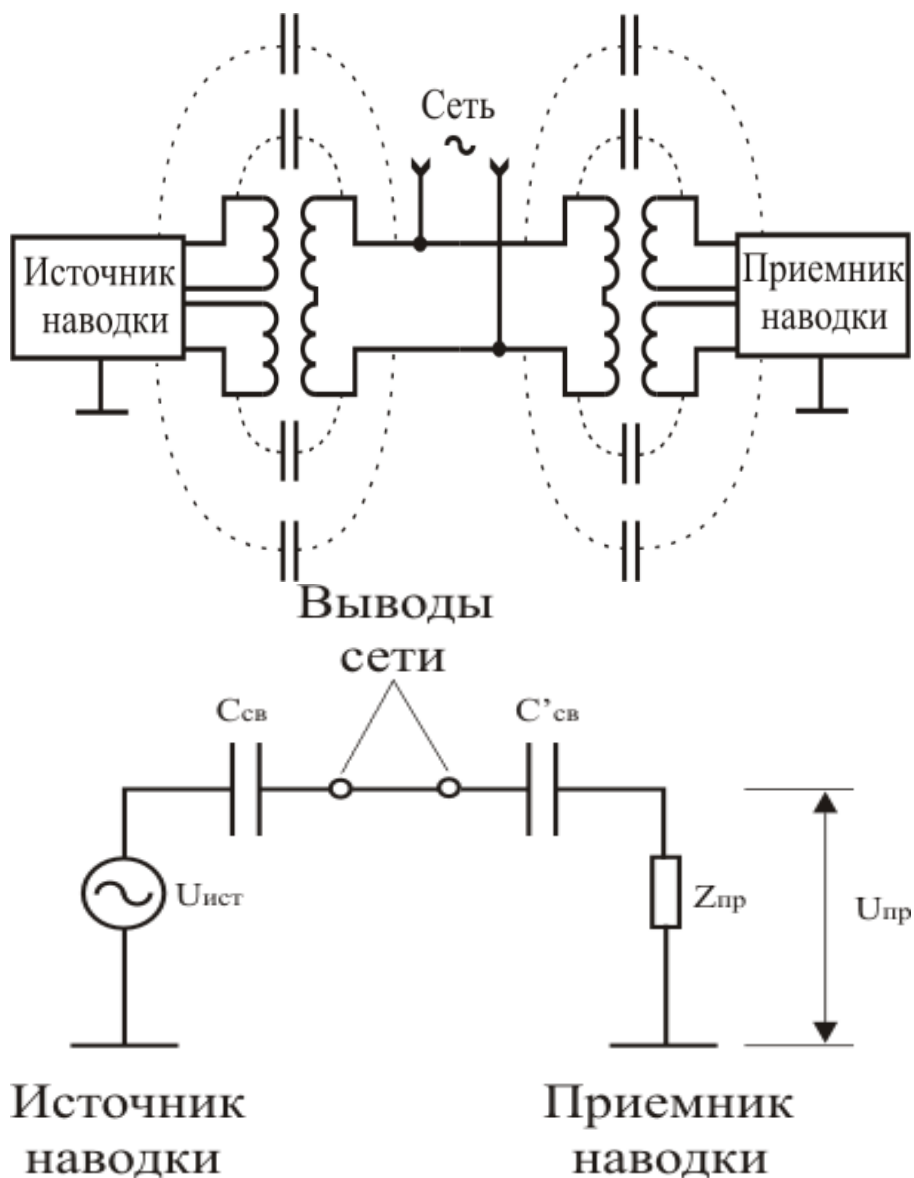 Сеть
Источник
наводки
Приемник
наводки
Выводы
сети
Cсв
C’св
Uист
Zпр
Uпр
Источник
наводки
Приемник
наводки